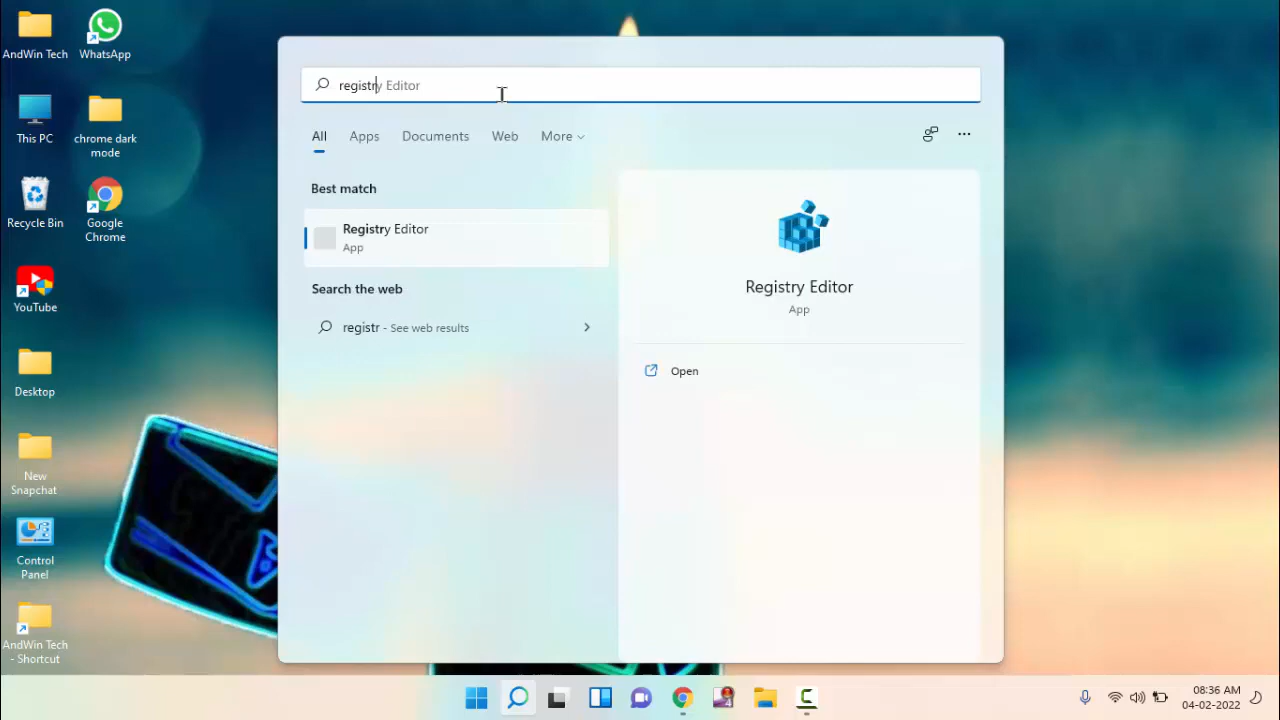 AndWin Tech
WhatsApp
This PC
chrome dark
mode
Recycle Bin
Google
Chrome
YouTube
Desktop
New
Snapchat
Control
Panel
AndWin Tech
- Shortcut
registry Editor
All
Apps
Documents
Web
More
Best match
Registry Editor
App
Search the web
registr - See web results
Registry Editor
App
Open
08:36 AM
04-02-2022